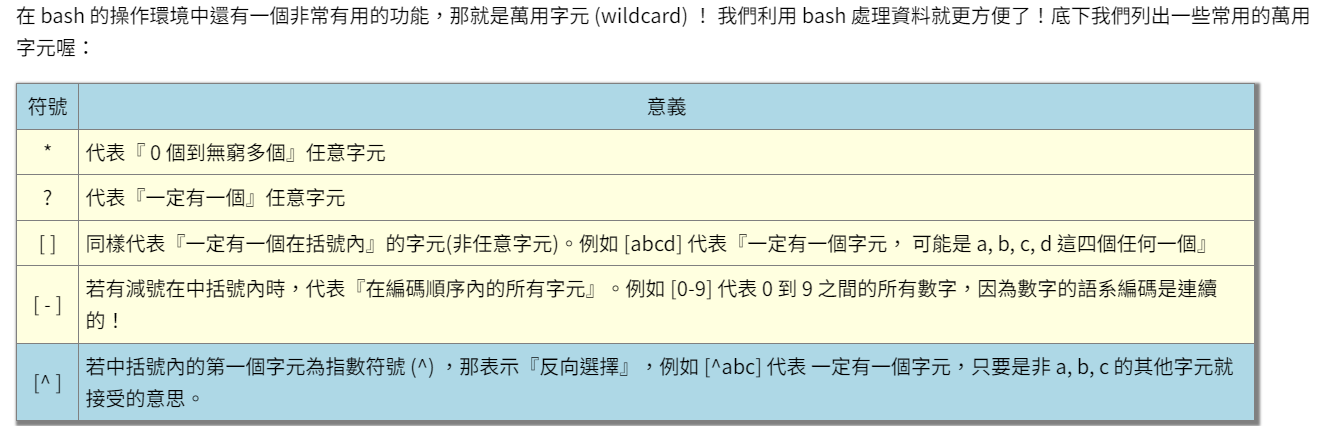 在 bash 的操作環境中還有一個非常有用的功能，那就是萬用字元 (wildcard) ！ 我們利用 bash 處理資料就更方便了！底下我們列出一些常用的萬用
字元喔：
符號 意義
* 代表『 0 個到無窮多個』任意字元
? 代表『一定有一個』任意字元
[ ] 同樣代表『一定有一個在括號內』的字元(非任意字元)。例如 [abcd] 代表『一定有一個字元， 可能是 a, b, c, d 這四個任何一個』
[ - ] 若有減號在中括號內時，代表『在編碼順序內的所有字元』。例如 [0-9] 代表 0 到 9 之間的所有數字，因為數字的語系編碼是連續
的！
[^ ] 若中括號內的第一個字元為指數符號 (^) ，那表示『反向選擇』，例如 [^abc] 代表 一定有一個字元，只要是非 a, b, c 的其他字元就
接受的意思。